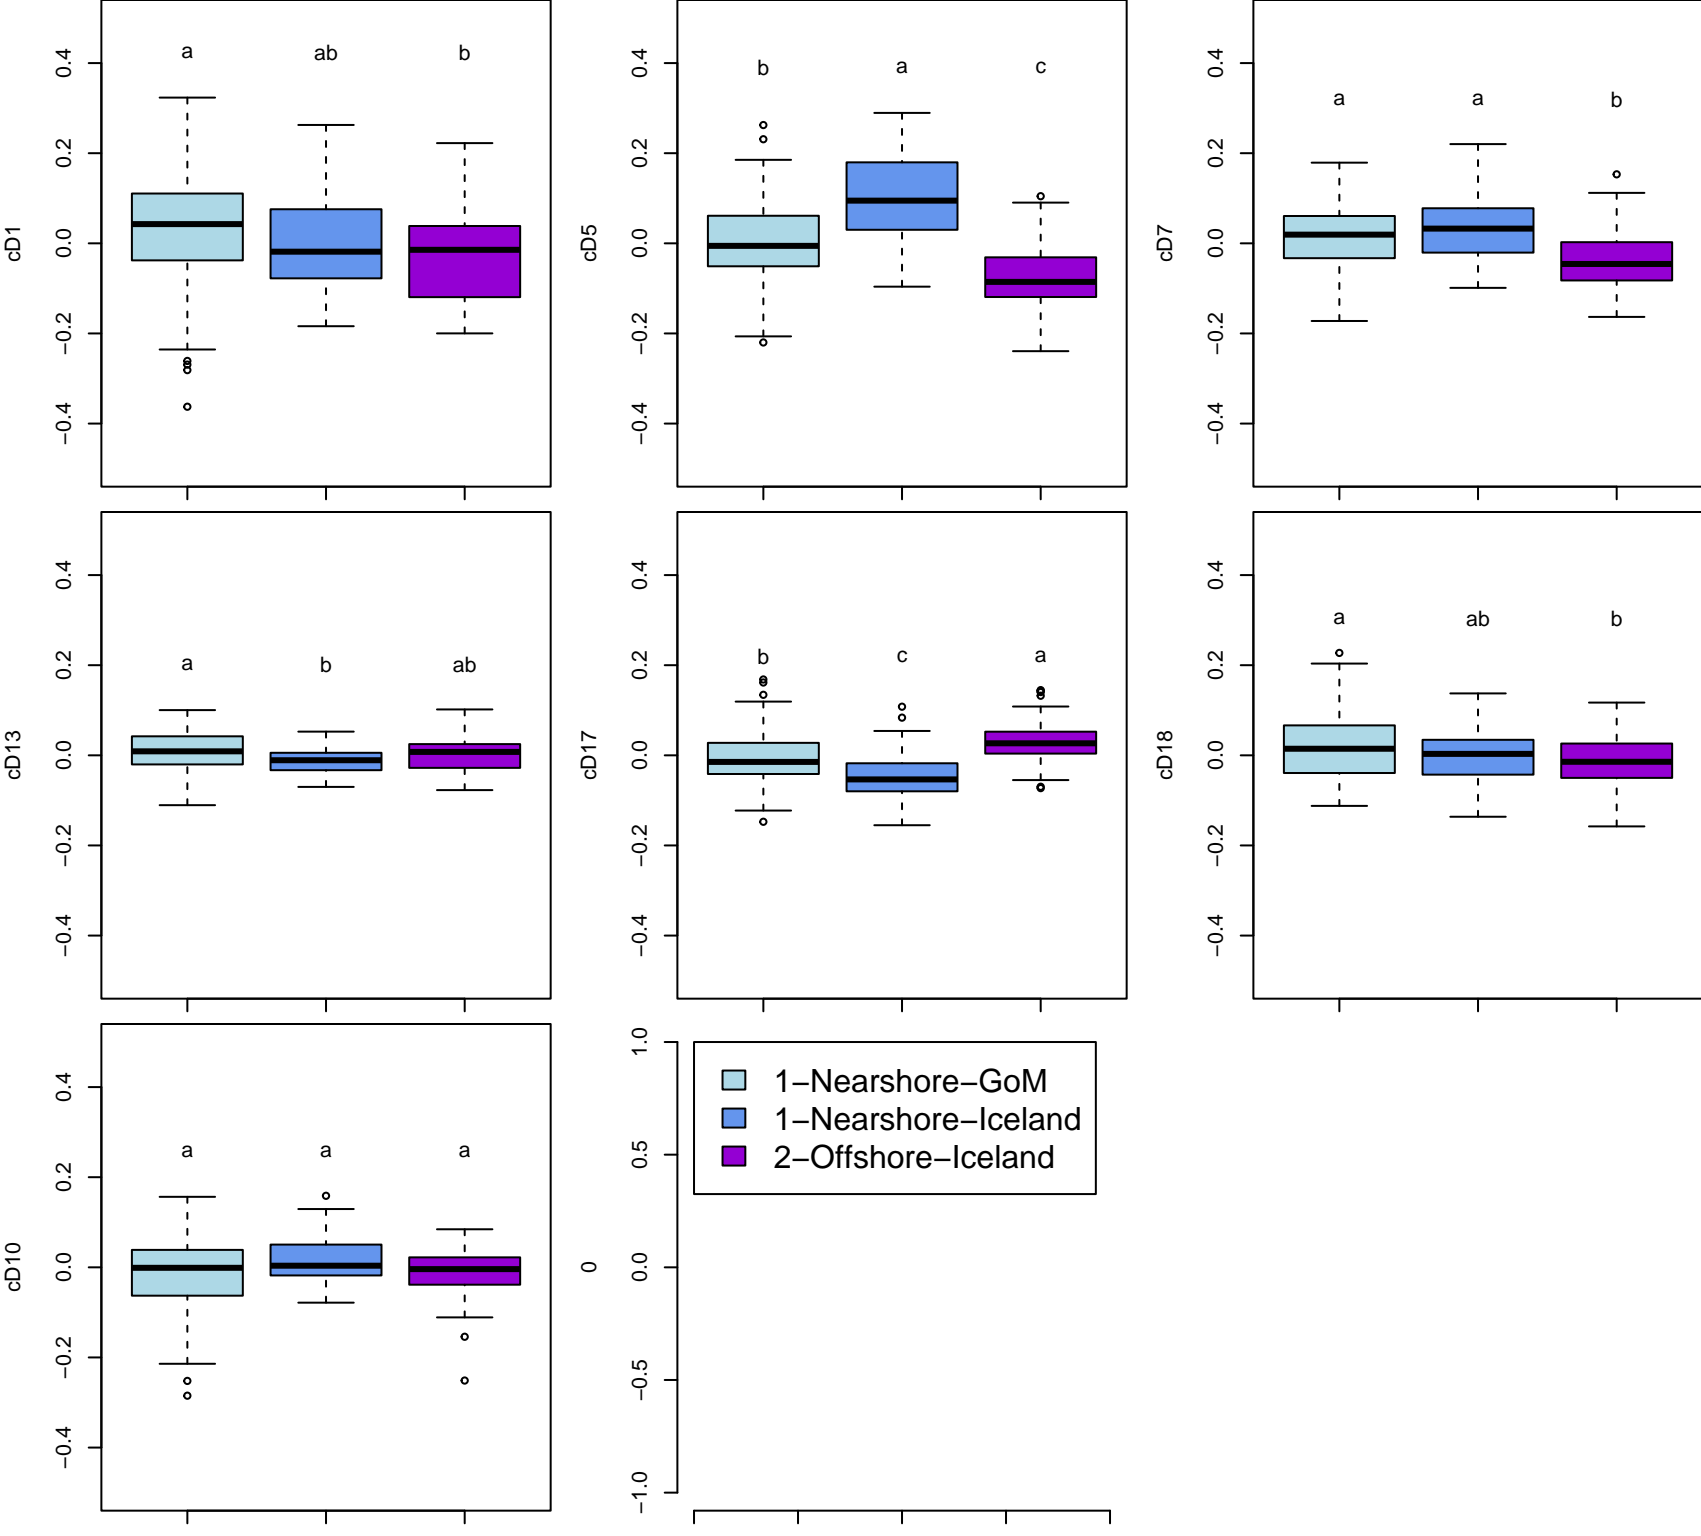 cD1
0.4
0.2
0.0
−0.2
−0.4
a ab b
cD5
0.4
0.2
0.0
−0.2
−0.4
b a c
cD7
0.4
0.2
0.0
−0.2
−0.4
a a b
cD13
0.4
0.2
0.0
−0.2
−0.4
a b ab
cD17
0.4
0.2
0.0
−0.2
−0.4
b c a
cD18
0.4
0.2
0.0
−0.2
−0.4
a ab b
cD10
0.4
0.2
0.0
−0.2
−0.4
a a a
0
1.0
0.5
0.0
−0.5
−1.0
1−Nearshore−GoM
1−Nearshore−Iceland
2−Offshore−Iceland